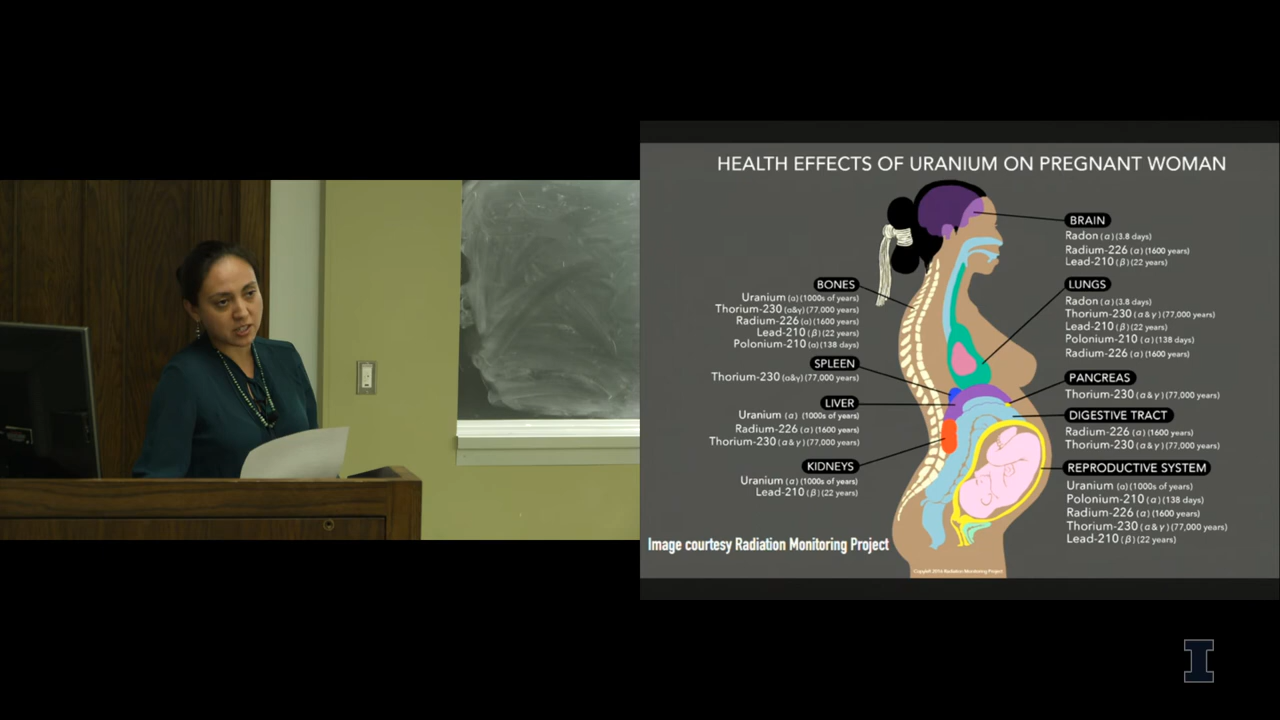 HEALTH EFFECTS OF URANIUM ON PREGNANT WOMAN
BRAIN
Radon (α) (3.8 days)
Radium-226 (α) (1600 years)
Lead-210 (β) (22 years)
BONES
Uranium (α) (1000s of years)
Thorium-230 (α&γ) (77,000 years)
Radium-226 (α) (1600 years)
Lead-210 (β) (22 years)
Polonium-210 (α) (138 days)
LUNGS
Radon (α) (3.8 days)
Thorium-230 (α & γ) (77,000 years)
Lead-210 (β) (22 years)
Polonium-210 (α) (138 days)
Radium-226 (α) (1600 years)
SPLEEN
Thorium-230 (α&γ) (77,000 years)
PANCREAS
Thorium-230 (α & γ) (77,000 years)
LIVER
Uranium (α) (1000s of years)
Radium-226 (α) (1600 years)
Thorium-230 (α & γ) (77,000 years)
DIGESTIVE TRACT
Radium-226 (α) (1600 years)
Thorium-230 (α & γ) (77,000 years)
KIDNEYS
Uranium (α) (1000s of years)
Lead-210 (β) (22 years)
REPRODUCTIVE SYSTEM
Uranium (α) (1000s of years)
Polonium-210 (α) (138 days)
Radium-226 (α) (1600 years)
Thorium-230 (α & γ) (77,000 years)
Lead-210 (β) (22 years)
Image courtesy Radiation Monitoring Project
2016 Radiation Monitoring Project
I